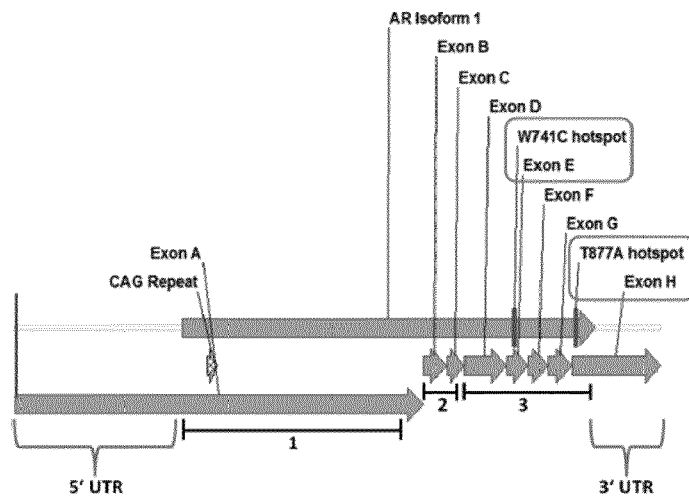 AR Isoform 1
Exon B
Exon C
Exon D
W741C hotspot
Exon E
Exon F
Exon G
Exon A
T877A hotspot
CAG Repeat
Exon H
2
3
1
5' UTR
3' UTR